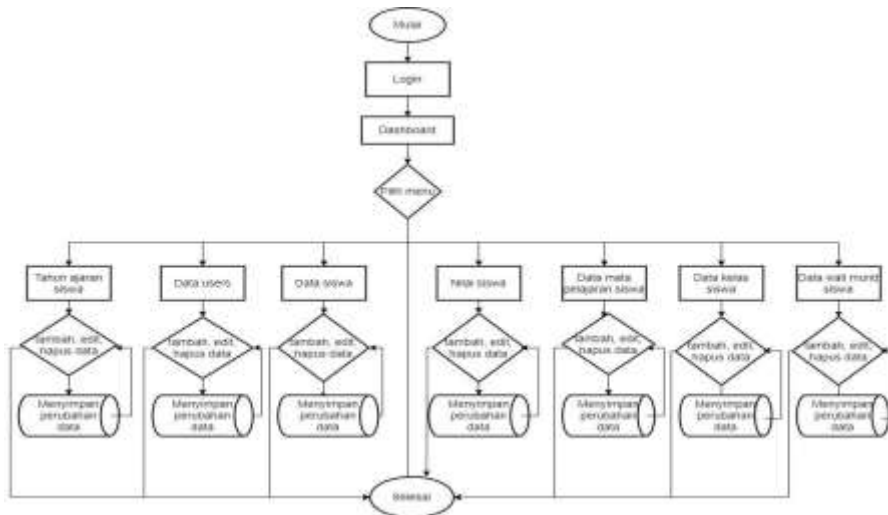 Mulai
Login
Dashboard
Pilih menu
Tahun ajaran
siswa
Data users
Data siswa
Nilai siswa
Data mata
pelajaran siswa
Data kelas
siswa
Data wali murid
siswa
Tambah, edit,
hapus data
Tambah, edit,
hapus data
Tambah, edit,
hapus data
Tambah, edit,
hapus data
Tambah, edit,
hapus data
Tambah, edit,
hapus data
Tambah, edit,
hapus data
Menyimpan
perubahan
data
Menyimpan
perubahan
data
Menyimpan
perubahan
data
Menyimpan
perubahan
data
Menyimpan
perubahan
data
Menyimpan
perubahan
data
Menyimpan
perubahan
data
Selesai